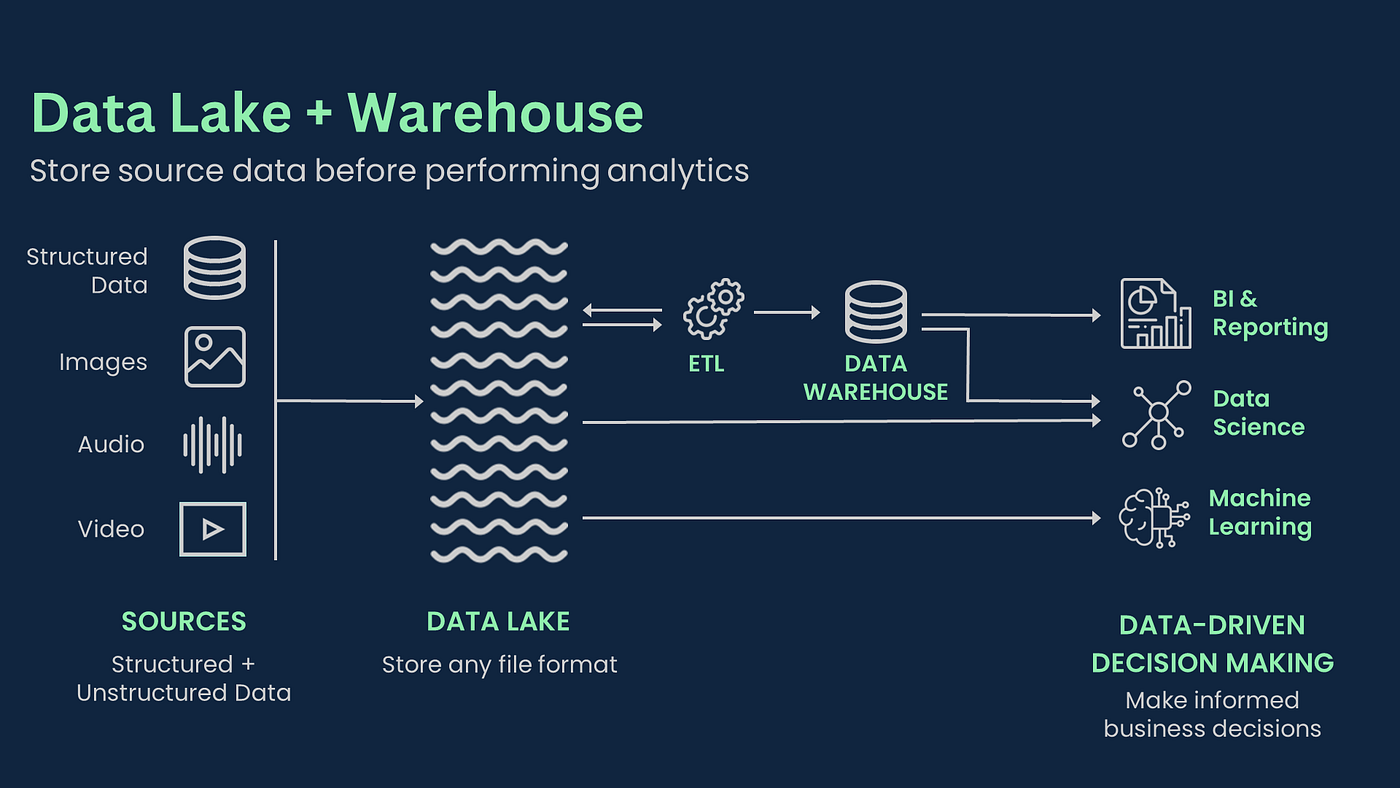 Data Lake + Warehouse
Store source data before performing analytics
Structured
Data
Images
Audio
Video
SOURCES
Structured +
Unstructured Data
DATA LAKE
Store any file format
ETL
DATA
WAREHOUSE
BI &
Reporting
Data
Science
Machine
Learning
DATA-DRIVEN
DECISION MAKING
Make informed
business decisions